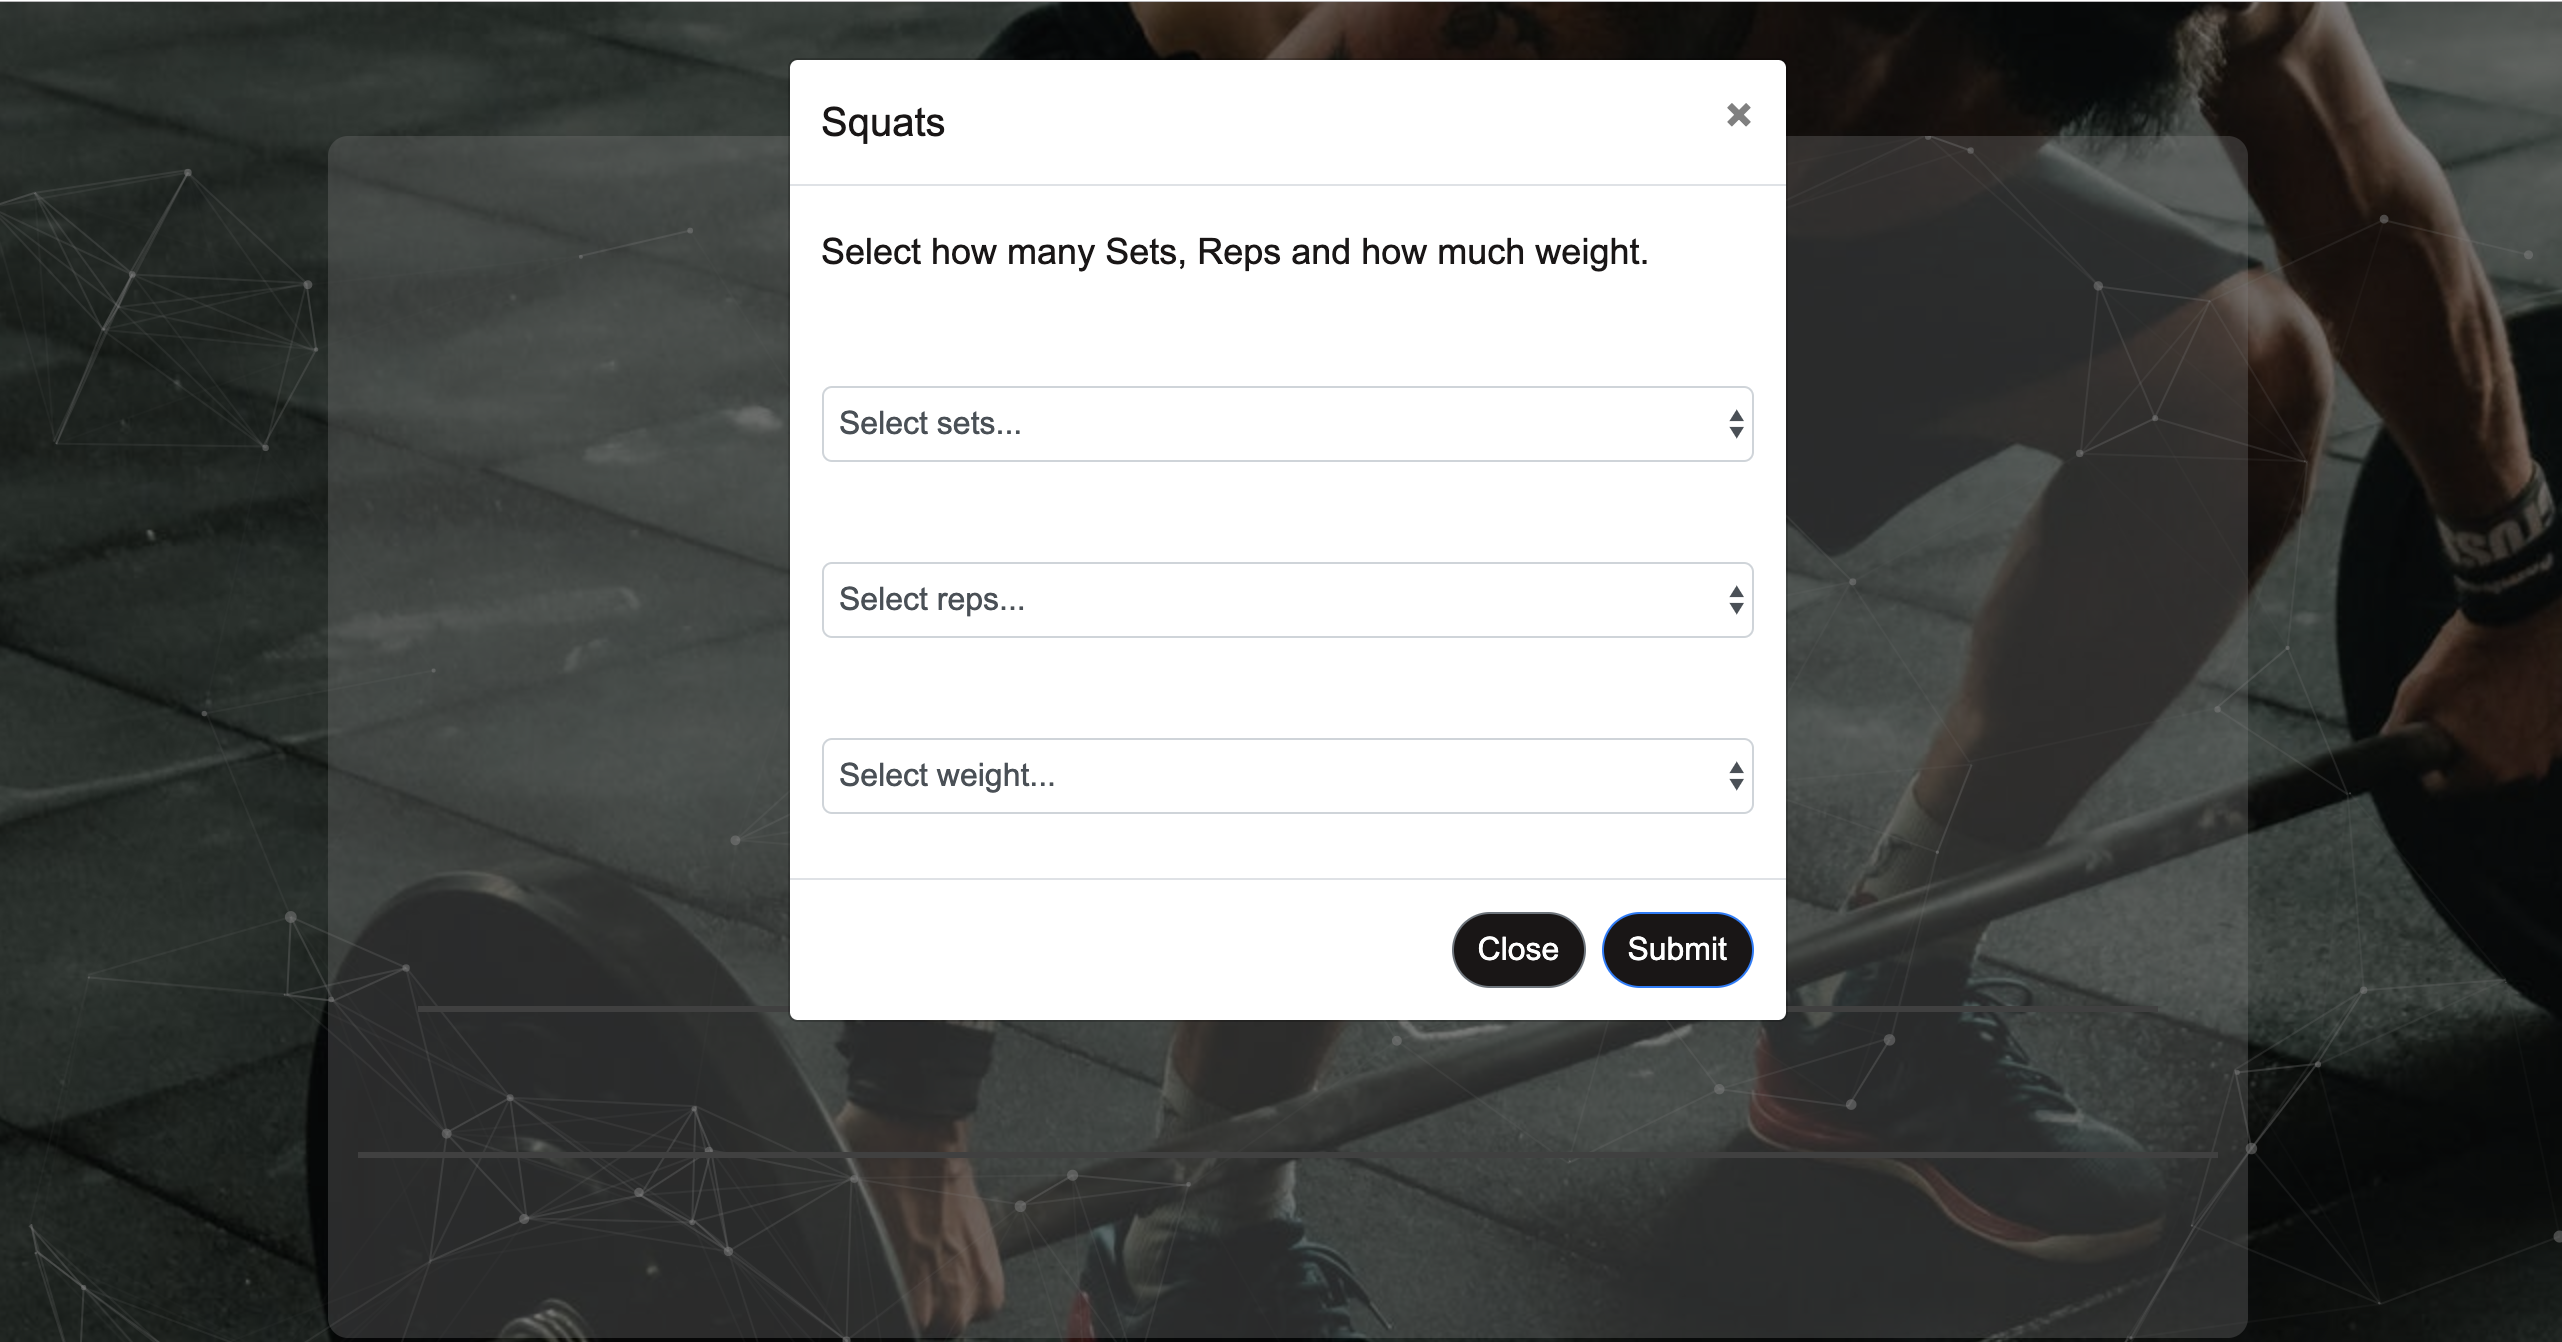 Squats
✖
Select how many Sets, Reps and how much weight.
Select sets...
Select reps...
Select weight...
Close
Submit